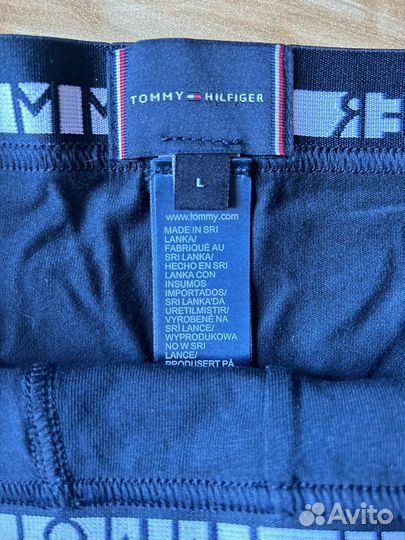 TOMMY HILFIGER
L
www.tommy.com
MADE IN SRI
LANKA/
FABRIQUÉ AU
SRI LANKA/
HECHO EN SRI
LANKA CON
INSUMOS
IMPORTADOS/
SRI LANKA'DA
URETILMISTIR/
VYROBENÉ NA
SRÍ LANCE/
WYPRODUKOWA
NO W SRI
LANCE/
PRODUSERT PÅ
Avito